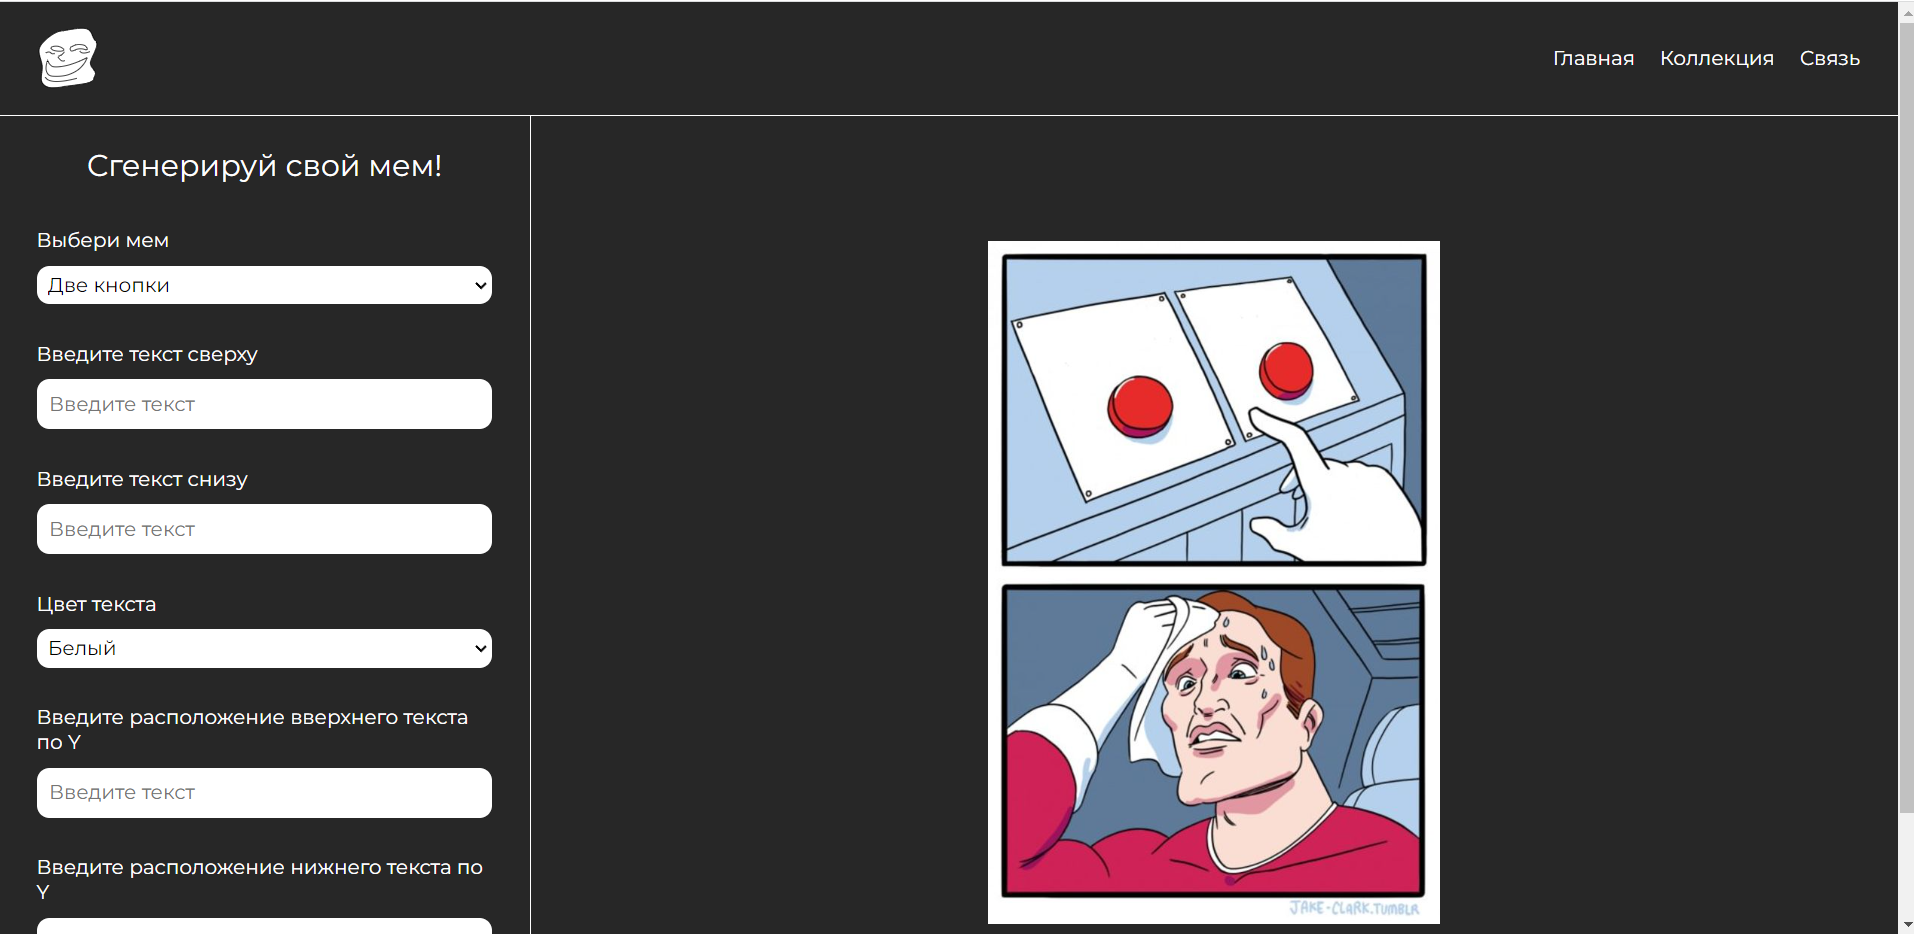 Главная Коллекция Связь
Сгенерируй свой мем!
Выбери мем
Две кнопки
Введите текст сверху
Введите текст
Введите текст снизу
Введите текст
Цвет текста
Белый
Введите расположение вверхнего текста
по Y
Введите текст
Введите расположение нижнего текста по
Y
JAKE-CLARK.TUMBLR